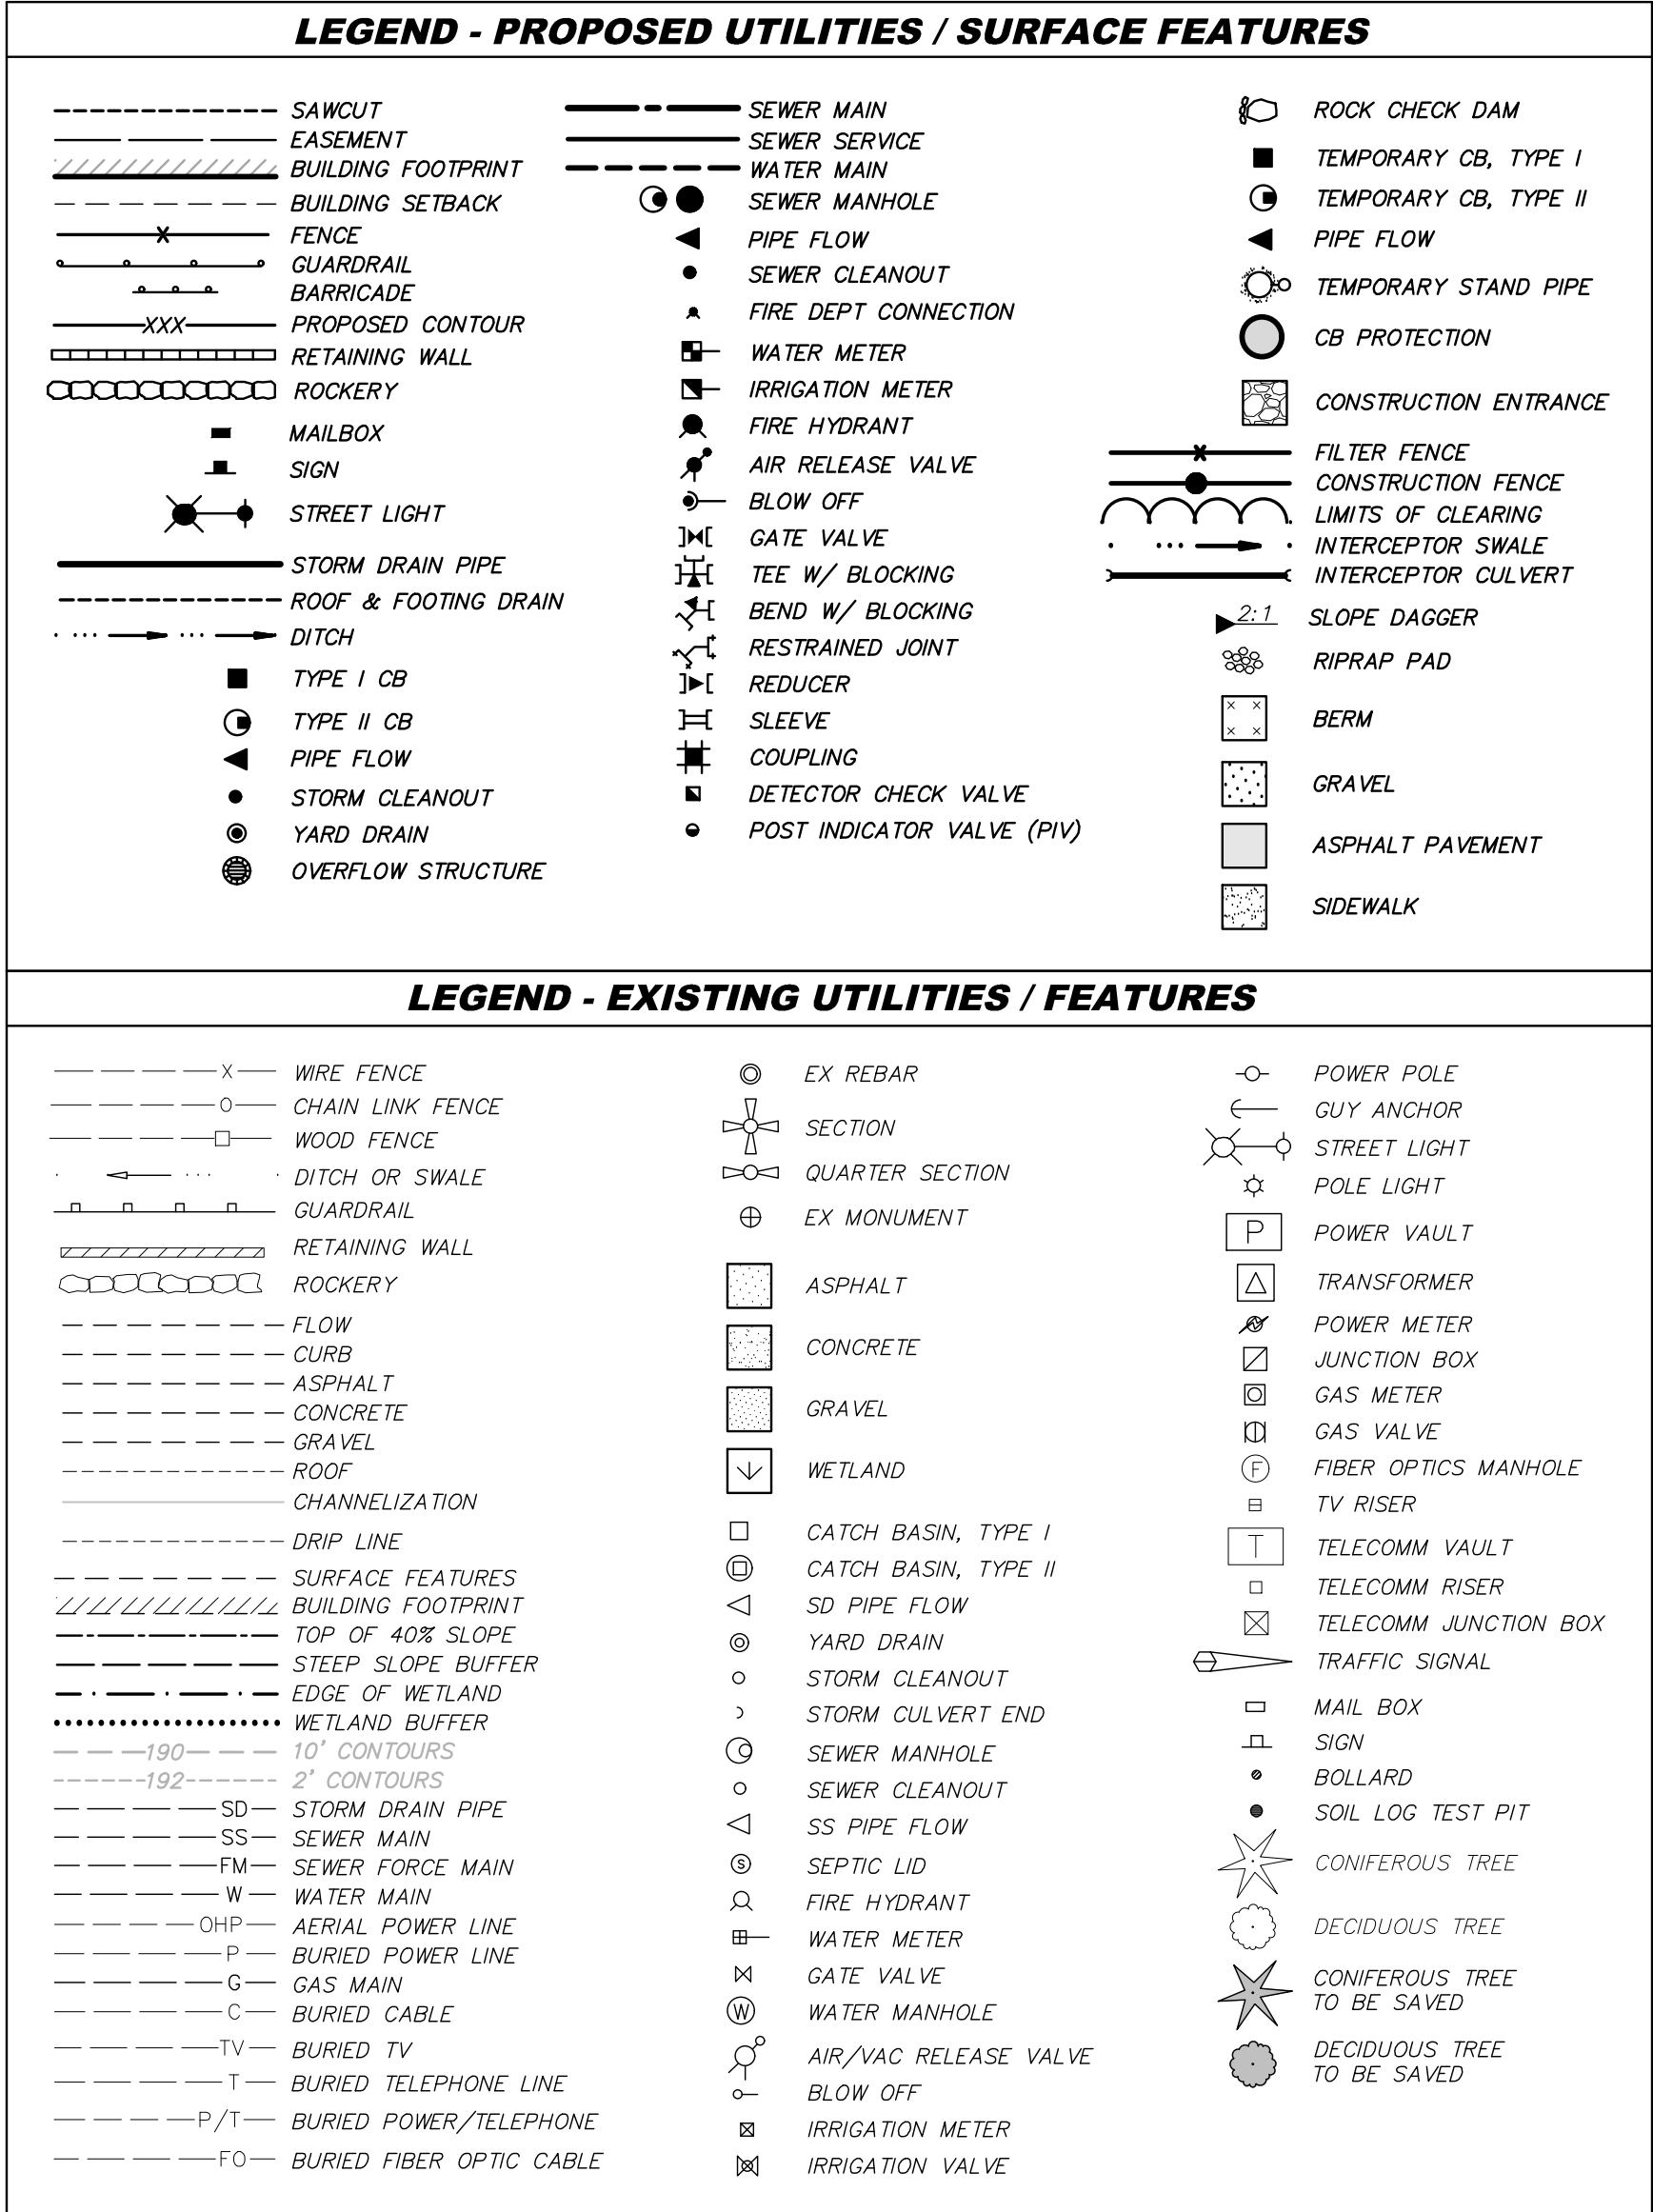 LEGEND - PROPOSED UTILITIES / SURFACE FEATURES
SAWCUT
EASEMENT
BUILDING FOOTPRINT
BUILDING SETBACK
FENCE
GUARDRAIL
BARRICADE
XXX PROPOSED CONTOUR
RETAINING WALL
ROCKERY
MAILBOX
SIGN
STREET LIGHT
STORM DRAIN PIPE
ROOF & FOOTING DRAIN
DITCH
TYPE I CB
TYPE II CB
PIPE FLOW
STORM CLEANOUT
YARD DRAIN
OVERFLOW STRUCTURE
SEWER MAIN
SEWER SERVICE
WATER MAIN
SEWER MANHOLE
PIPE FLOW
SEWER CLEANOUT
FIRE DEPT CONNECTION
WATER METER
IRRIGATION METER
FIRE HYDRANT
AIR RELEASE VALVE
BLOW OFF
GATE VALVE
TEE W/ BLOCKING
BEND W/ BLOCKING
RESTRAINED JOINT
REDUCER
SLEEVE
COUPLING
DETECTOR CHECK VALVE
POST INDICATOR VALVE (PIV)
ROCK CHECK DAM
TEMPORARY CB, TYPE I
TEMPORARY CB, TYPE II
PIPE FLOW
TEMPORARY STAND PIPE
CB PROTECTION
CONSTRUCTION ENTRANCE
FILTER FENCE
CONSTRUCTION FENCE
LIMITS OF CLEARING
INTERCEPTOR SWALE
INTERCEPTOR CULVERT
2:1 SLOPE DAGGER
RIPRAP PAD
BERM
GRAVEL
ASPHALT PAVEMENT
SIDEWALK
LEGEND - EXISTING UTILITIES / FEATURES
X WIRE FENCE
O CHAIN LINK FENCE
WOOD FENCE
DITCH OR SWALE
GUARDRAIL
RETAINING WALL
ROCKERY
FLOW
CURB
ASPHALT
CONCRETE
GRAVEL
ROOF
CHANNELIZATION
DRIP LINE
SURFACE FEATURES
BUILDING FOOTPRINT
TOP OF 40% SLOPE
STEEP SLOPE BUFFER
EDGE OF WETLAND
WETLAND BUFFER
190 10' CONTOURS
192 2' CONTOURS
SD STORM DRAIN PIPE
SS SEWER MAIN
FM SEWER FORCE MAIN
W WATER MAIN
OHP AERIAL POWER LINE
P BURIED POWER LINE
G GAS MAIN
C BURIED CABLE
TV BURIED TV
T BURIED TELEPHONE LINE
P/T BURIED POWER/TELEPHONE
FO BURIED FIBER OPTIC CABLE
EX REBAR
SECTION
QUARTER SECTION
EX MONUMENT
ASPHALT
CONCRETE
GRAVEL
WETLAND
CATCH BASIN, TYPE I
CATCH BASIN, TYPE II
SD PIPE FLOW
YARD DRAIN
STORM CLEANOUT
STORM CULVERT END
SEWER MANHOLE
SEWER CLEANOUT
SS PIPE FLOW
S SEPTIC LID
FIRE HYDRANT
WATER METER
GATE VALVE
W WATER MANHOLE
AIR/VAC RELEASE VALVE
BLOW OFF
IRRIGATION METER
IRRIGATION VALVE
POWER POLE
GUY ANCHOR
STREET LIGHT
POLE LIGHT
P POWER VAULT
TRANSFORMER
POWER METER
JUNCTION BOX
GAS METER
GAS VALVE
F FIBER OPTICS MANHOLE
TV RISER
T TELECOMM VAULT
TELECOMM RISER
TELECOMM JUNCTION BOX
TRAFFIC SIGNAL
MAIL BOX
SIGN
BOLLARD
SOIL LOG TEST PIT
CONIFEROUS TREE
DECIDUOUS TREE
CONIFEROUS TREE
TO BE SAVED
DECIDUOUS TREE
TO BE SAVED